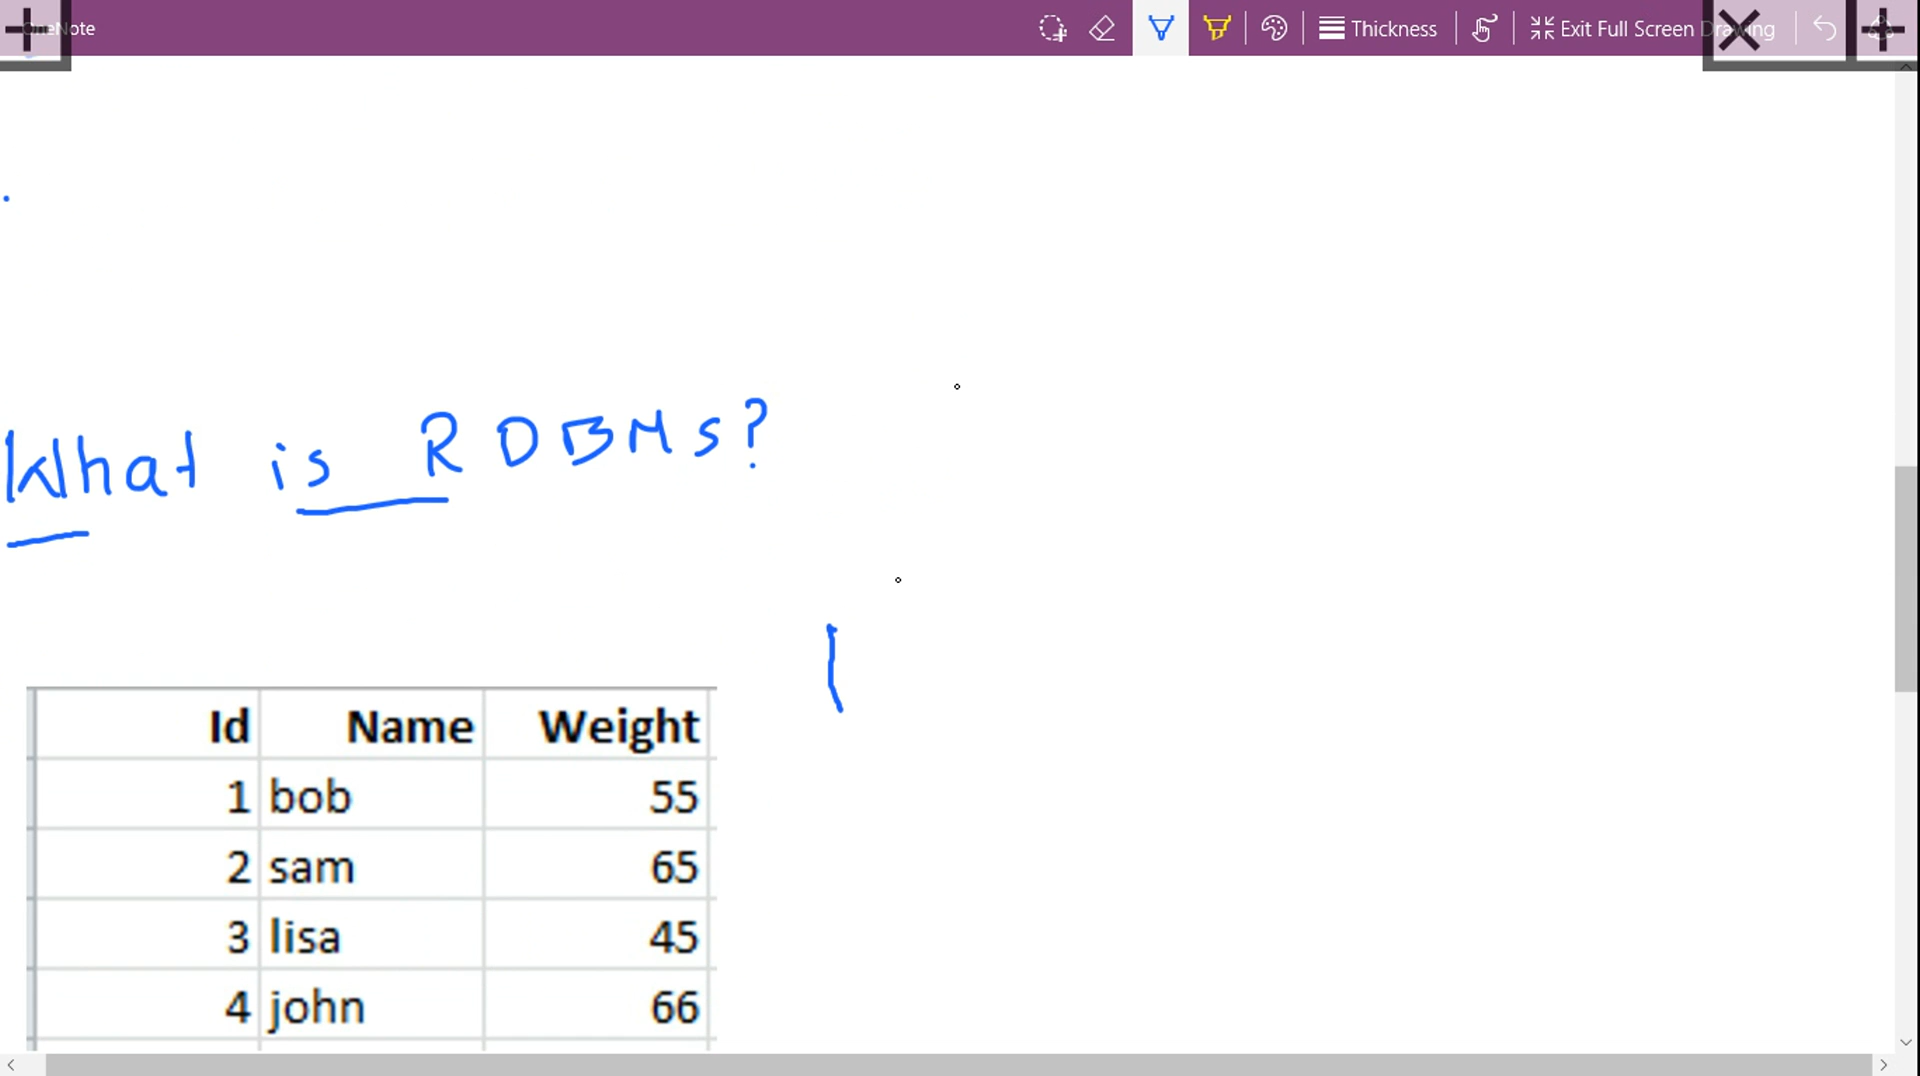 OneNote Thickness Exit Full Screen Drawing
What is RDBMS?
Id Name Weight
1 bob 55
2 sam 65
3 lisa 45
4 john 66